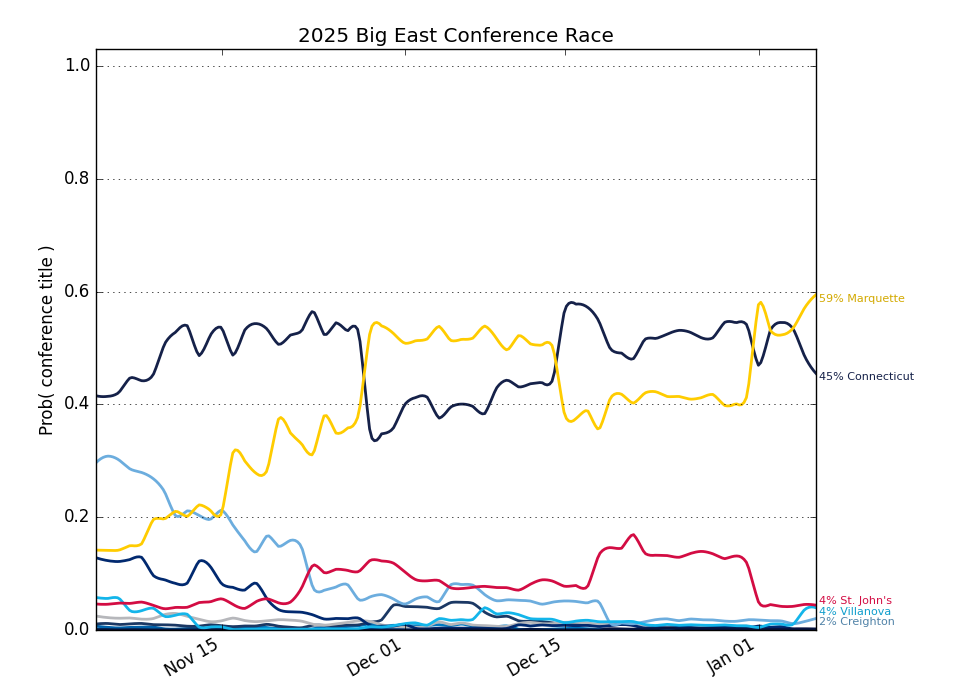 2025 Big East Conference Race
Prob( conference title )
1.0
0.8
0.6
0.4
0.2
0.0
Nov 15
Dec 01
Dec 15
Jan 01
59% Marquette
45% Connecticut
4% St. John's
4% Villanova
2% Creighton